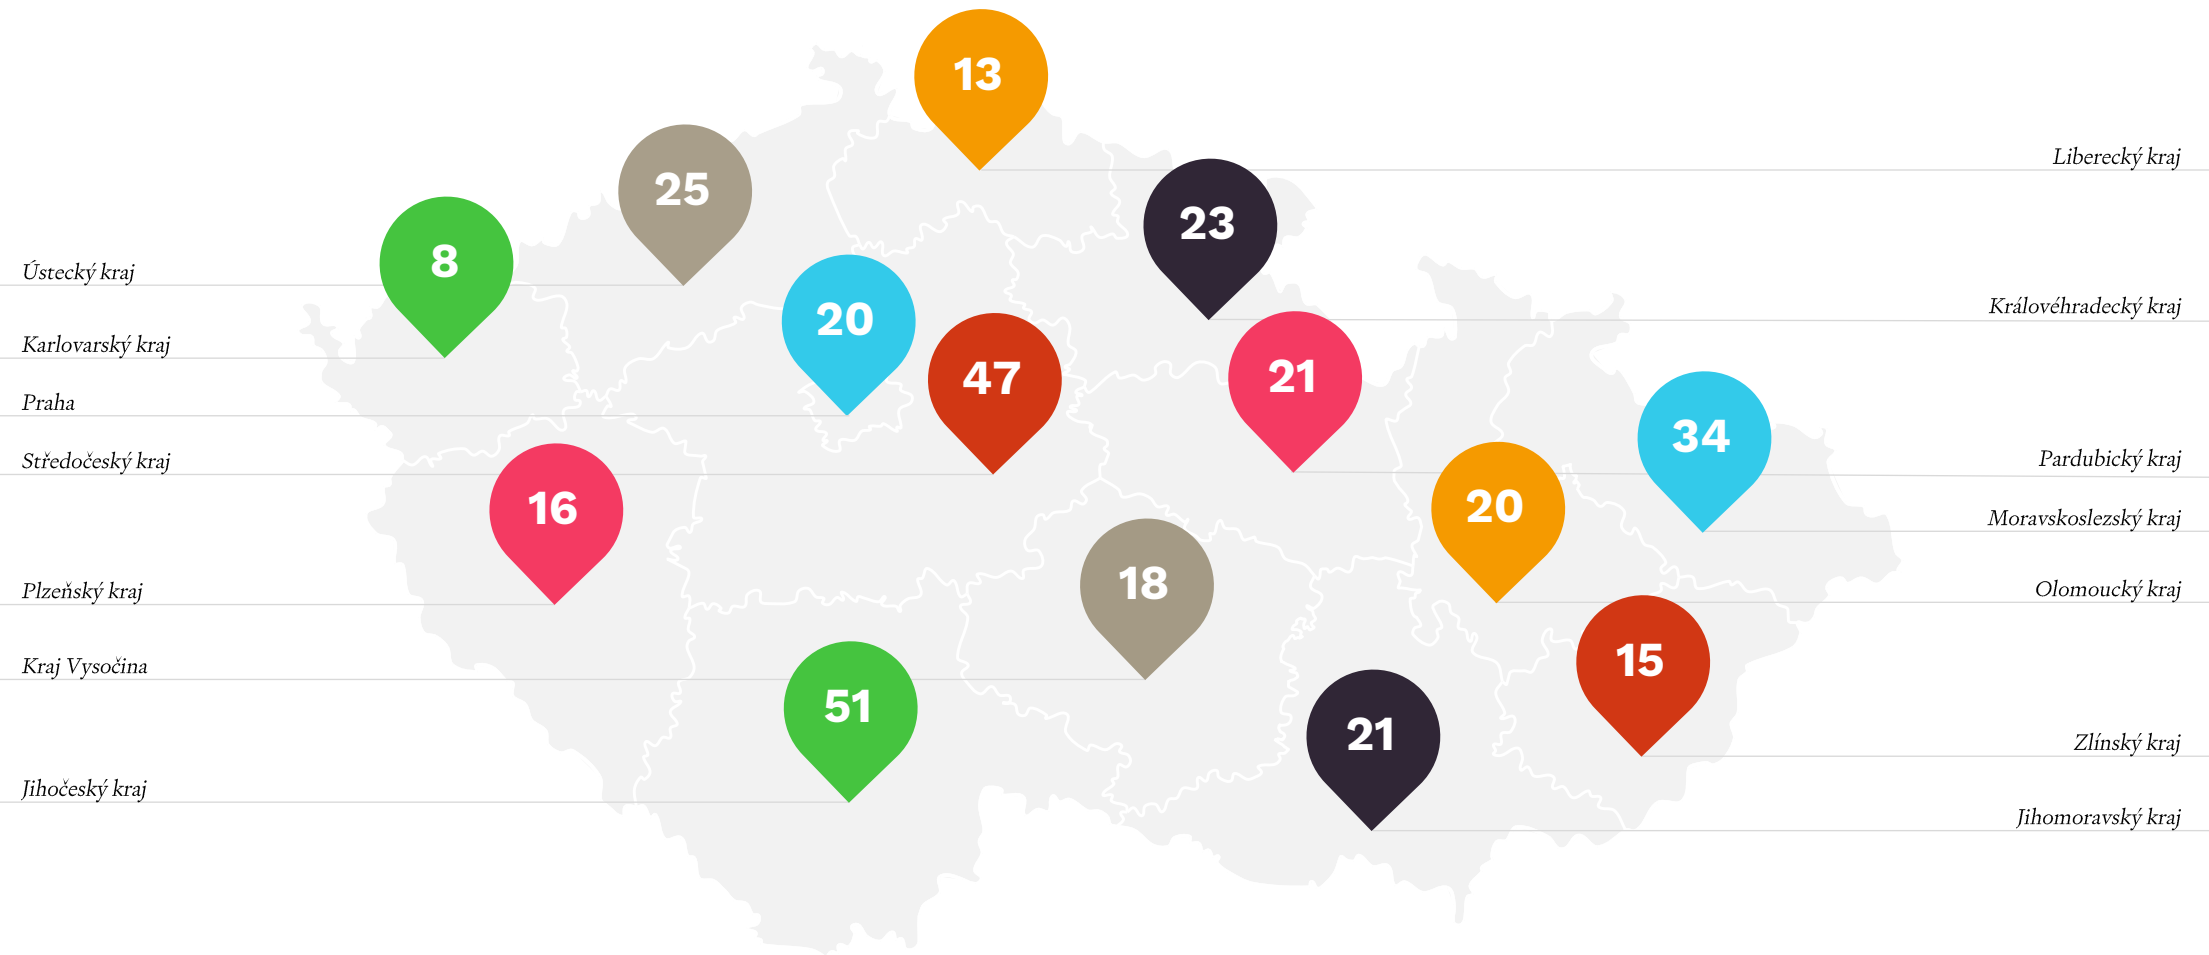 13
Liberecký kraj
25
23
8
Ústecký kraj
20
Královéhradecký kraj
Karlovarský kraj
47
21
Praha
34
Středočeský kraj
Pardubický kraj
16
20
Moravskoslezský kraj
18
Plzeňský kraj
Olomoucký kraj
Kraj Vysočina
15
51
21
Zlínský kraj
Jihočeský kraj
Jihomoravský kraj